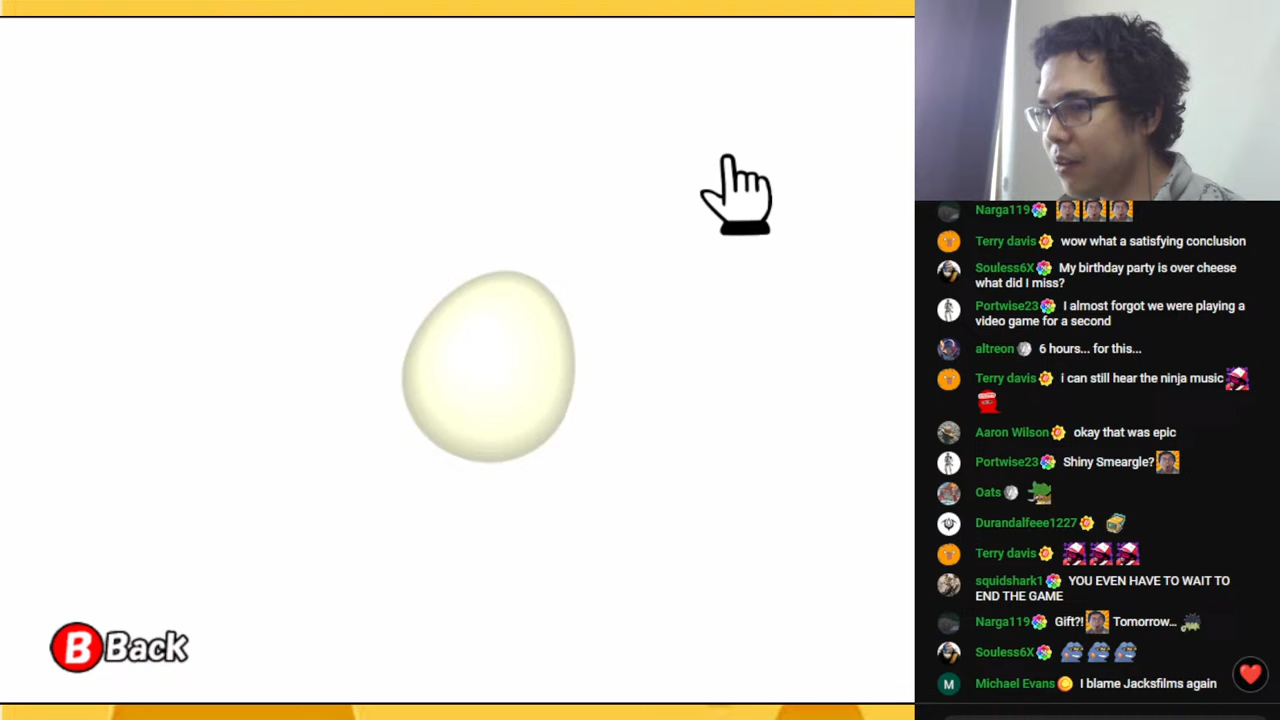 B Back
Narga119
Terry davis wow what a satisfying conclusion
Souless6X My birthday party is over cheese
what did I miss?
Portwise23 I almost forgot we were playing a
video game for a second
altreon 6 hours... for this...
Terry davis i can still hear the ninja music
Aaron Wilson okay that was epic
Portwise23 Shiny Smeargle?
Oats
Durandalfeee1227
Terry davis
squidshark1 YOU EVEN HAVE TO WAIT TO
END THE GAME
Narga119 Gift?! Tomorrow...
Souless6X
M Michael Evans I blame Jacksfilms again